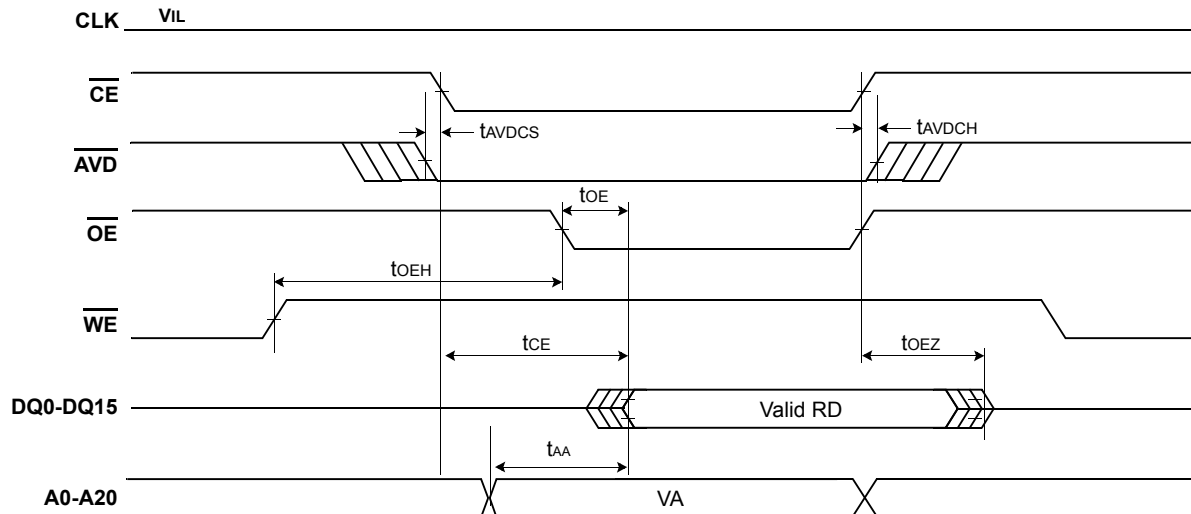 CLK VIL
CE
tAVDCS tAVDCH
AVD
tOE
OE
tOEH
WE
tCE tOEZ
DQ0-DQ15 Valid RD
tAA
A0-A20 VA